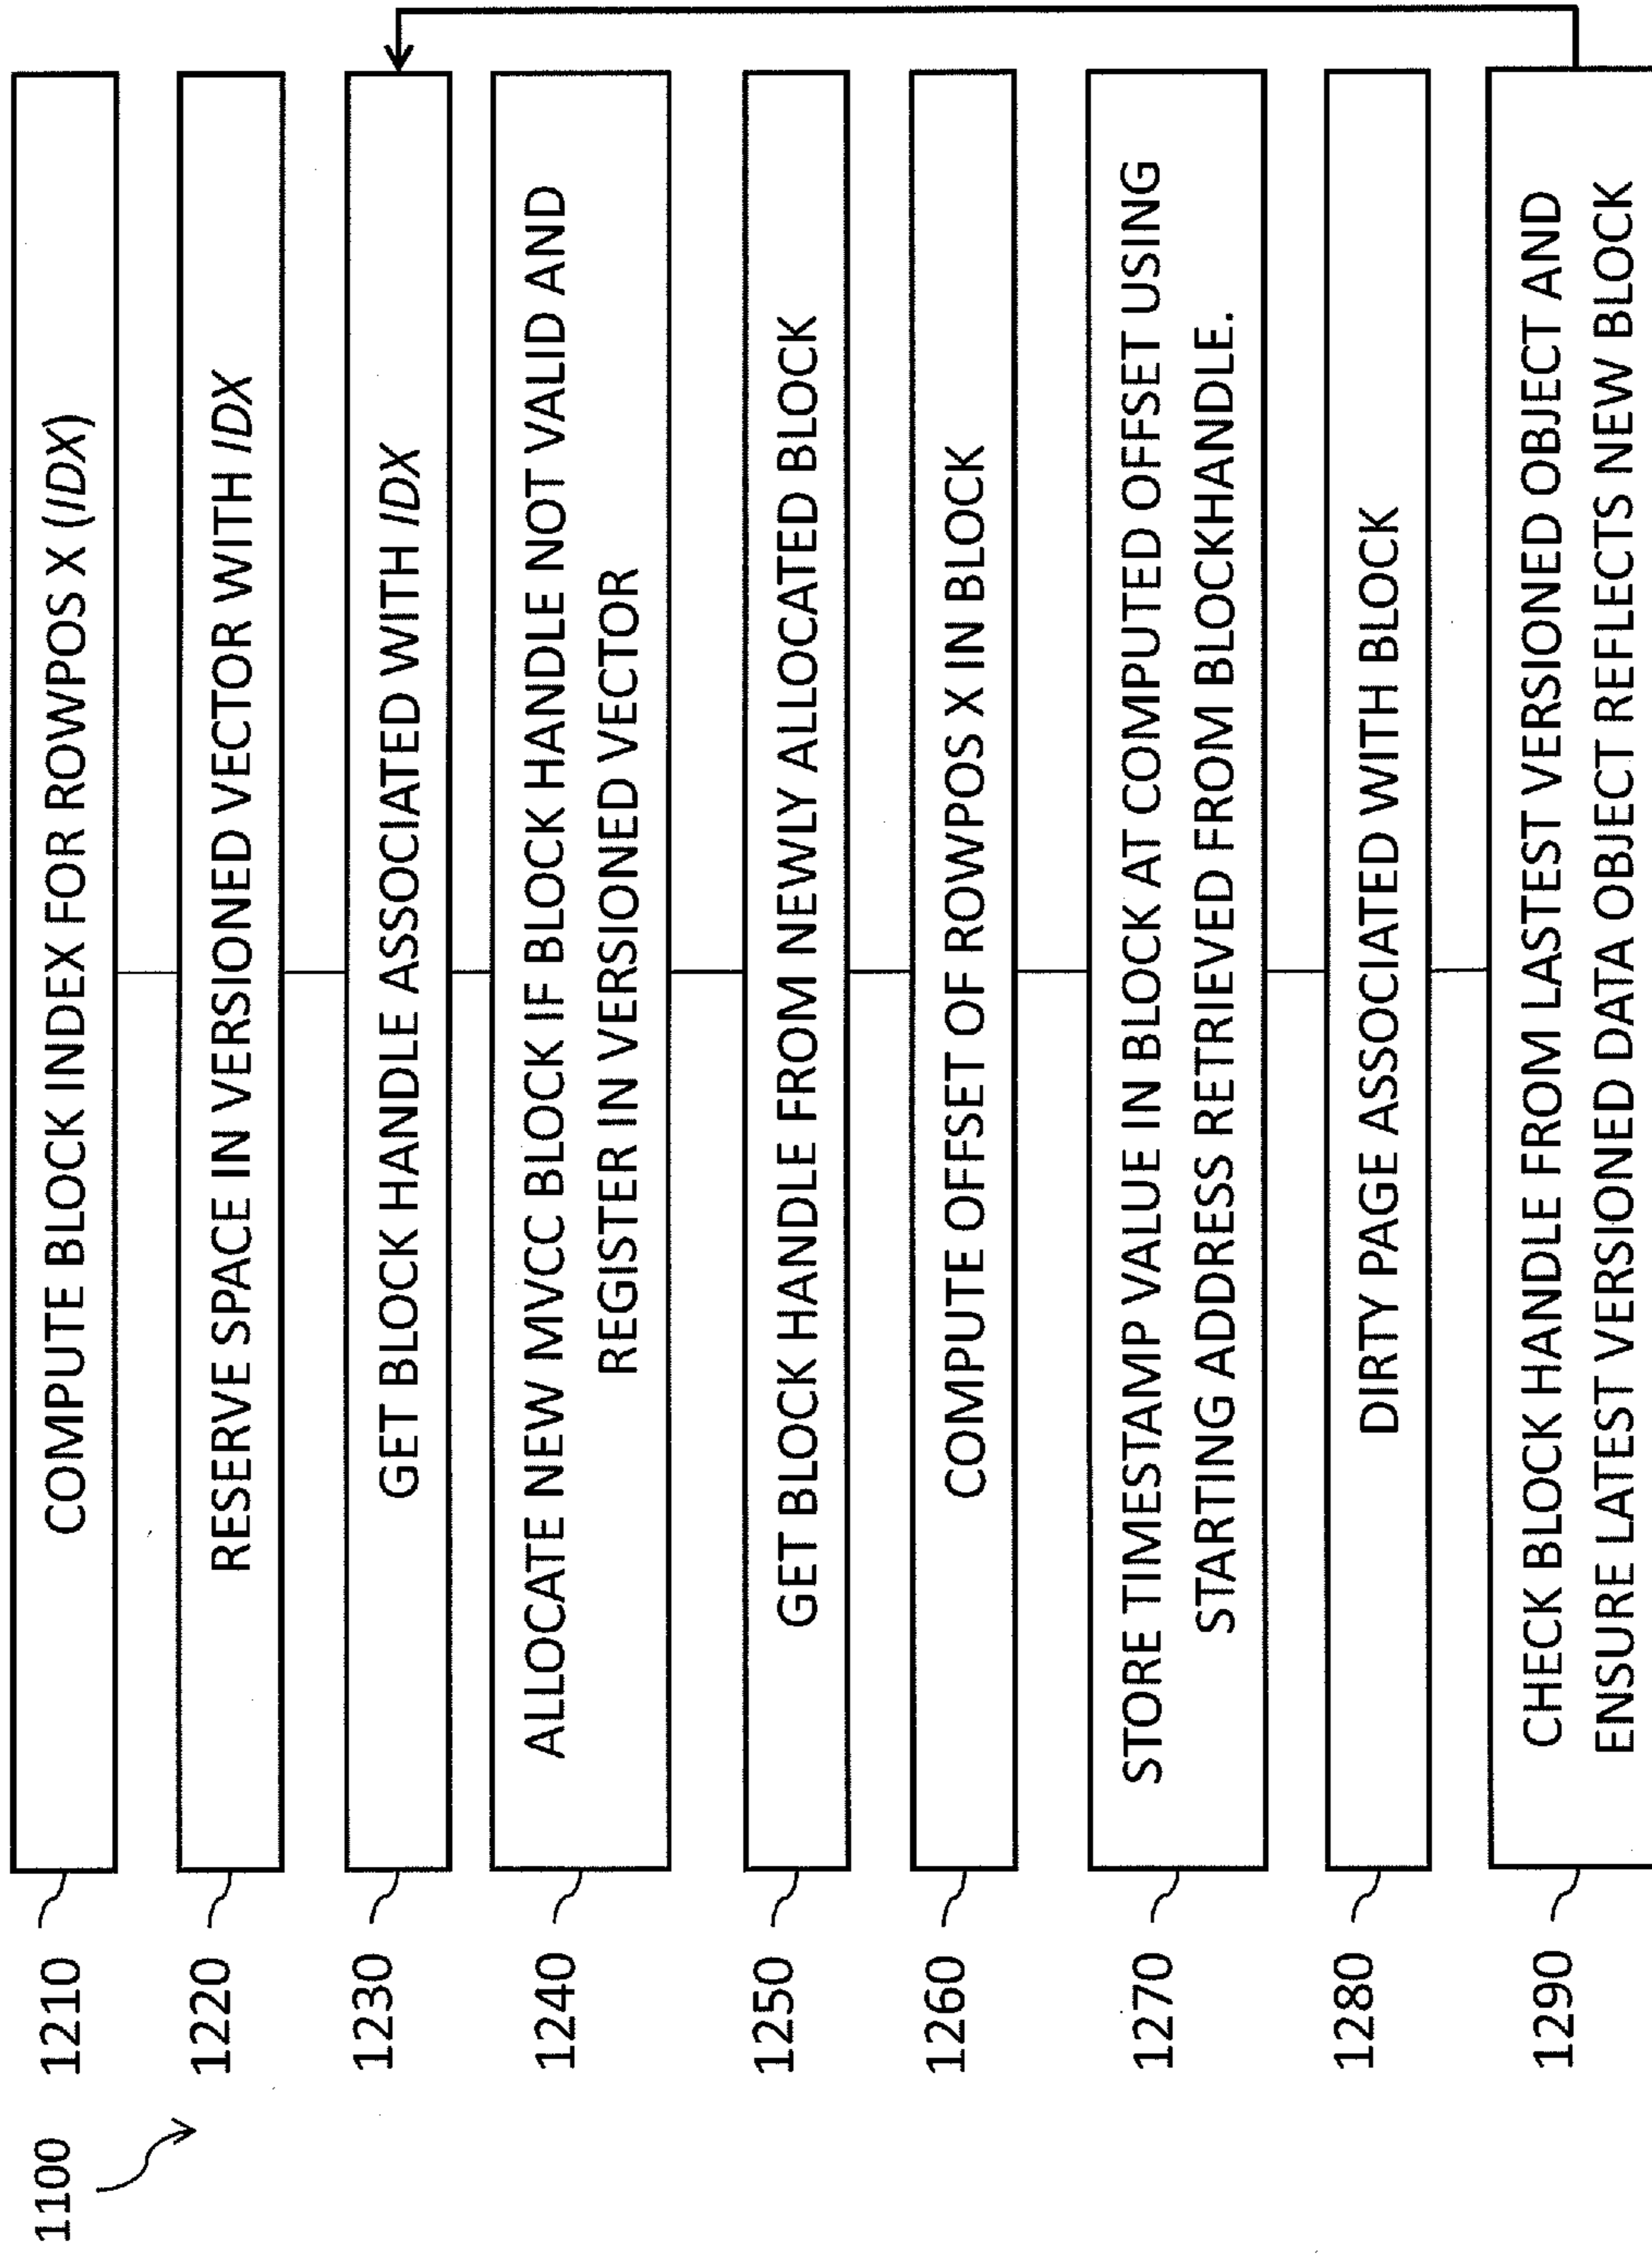 1100
1210
COMPUTE BLOCK INDEX FOR ROWPOS X (IDX)
1220
RESERVE SPACE IN VERSIONED VECTOR WITH IDX
1230
GET BLOCK HANDLE ASSOCIATED WITH IDX
1240
ALLOCATE NEW MVCC BLOCK IF BLOCK HANDLE NOT VALID AND
REGISTER IN VERSIONED VECTOR
1250
GET BLOCK HANDLE FROM NEWLY ALLOCATED BLOCK
1260
COMPUTE OFFSET OF ROWPOS X IN BLOCK
1270
STORE TIMESTAMP VALUE IN BLOCK AT COMPUTED OFFSET USING
STARTING ADDRESS RETRIEVED FROM BLOCKHANDLE.
1280
DIRTY PAGE ASSOCIATED WITH BLOCK
1290
CHECK BLOCK HANDLE FROM LASTEST VERSIONED OBJECT AND
ENSURE LATEST VERSIONED DATA OBJECT REFLECTS NEW BLOCK